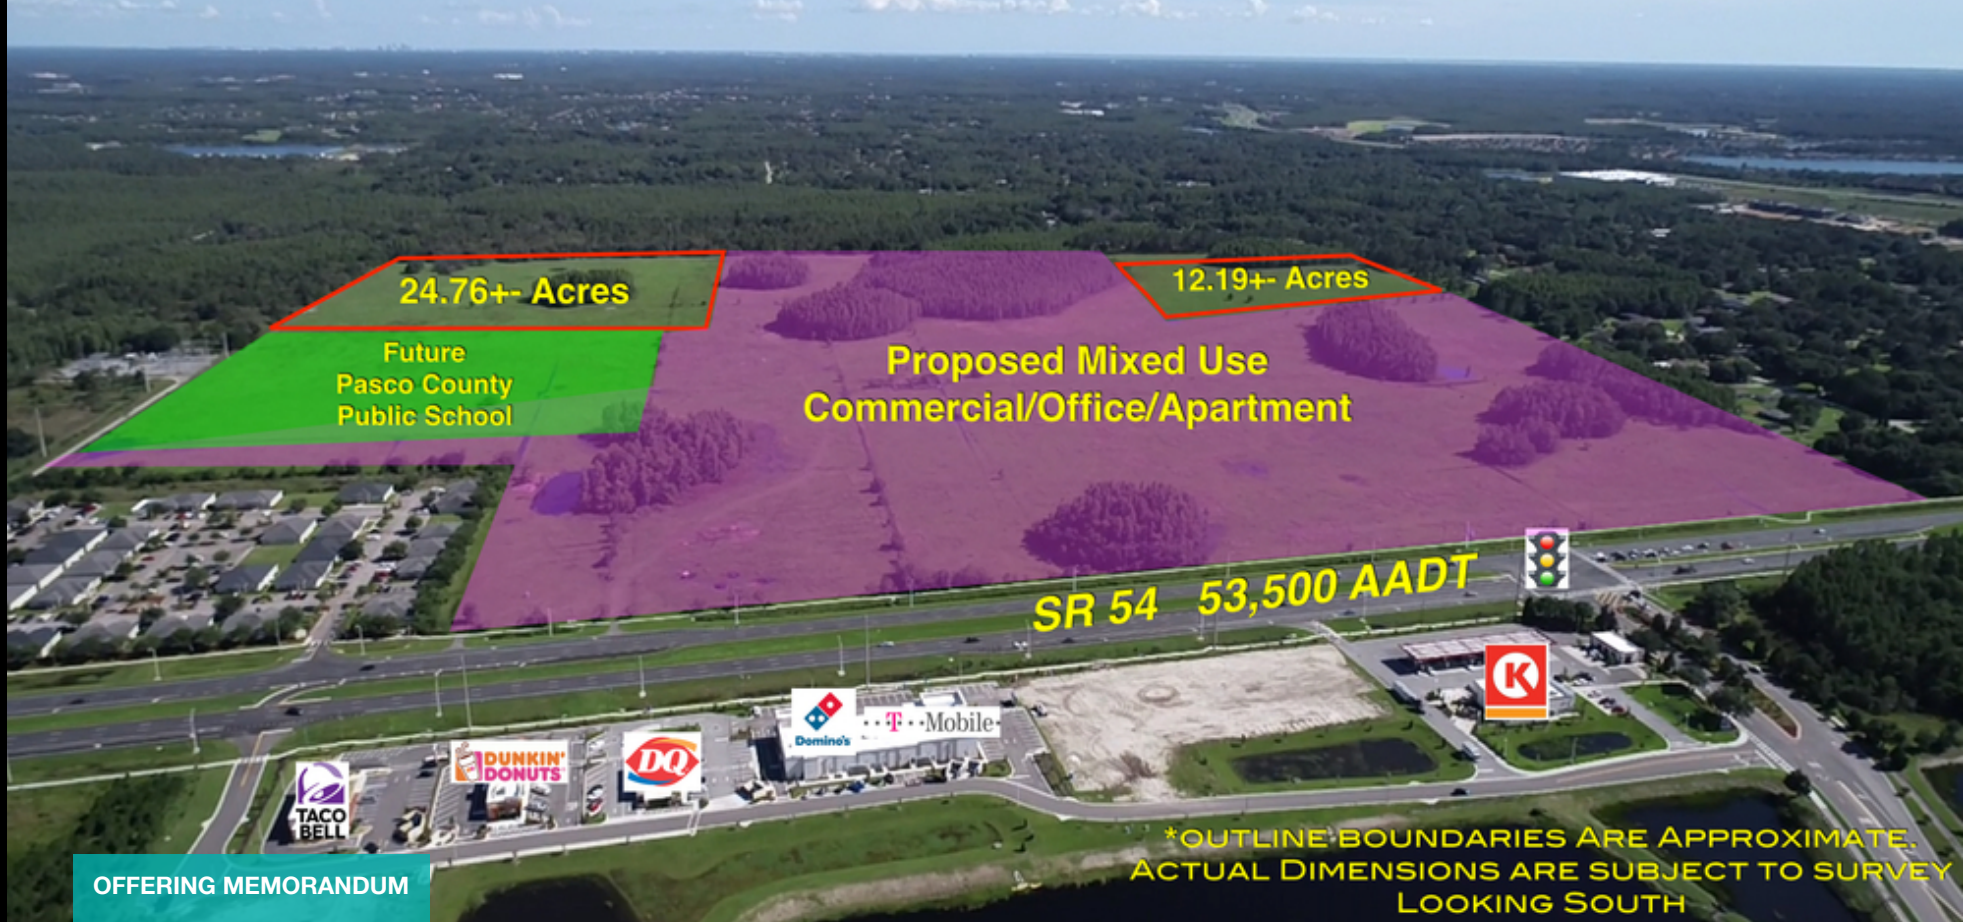 24.76+- Acres
12.19+- Acres
Future
Pasco County
Public School
Proposed Mixed Use
Commercial/Office/Apartment
SR 54 53,500 AADT
K
Domino's
··T··Mobile·
DUNKIN'
DONUTS
DQ
TACO
BELL
*OUTLINE BOUNDARIES ARE APPROXIMATE.
ACTUAL DIMENSIONS ARE SUBJECT TO SURVEY
LOOKING SOUTH
OFFERING MEMORANDUM